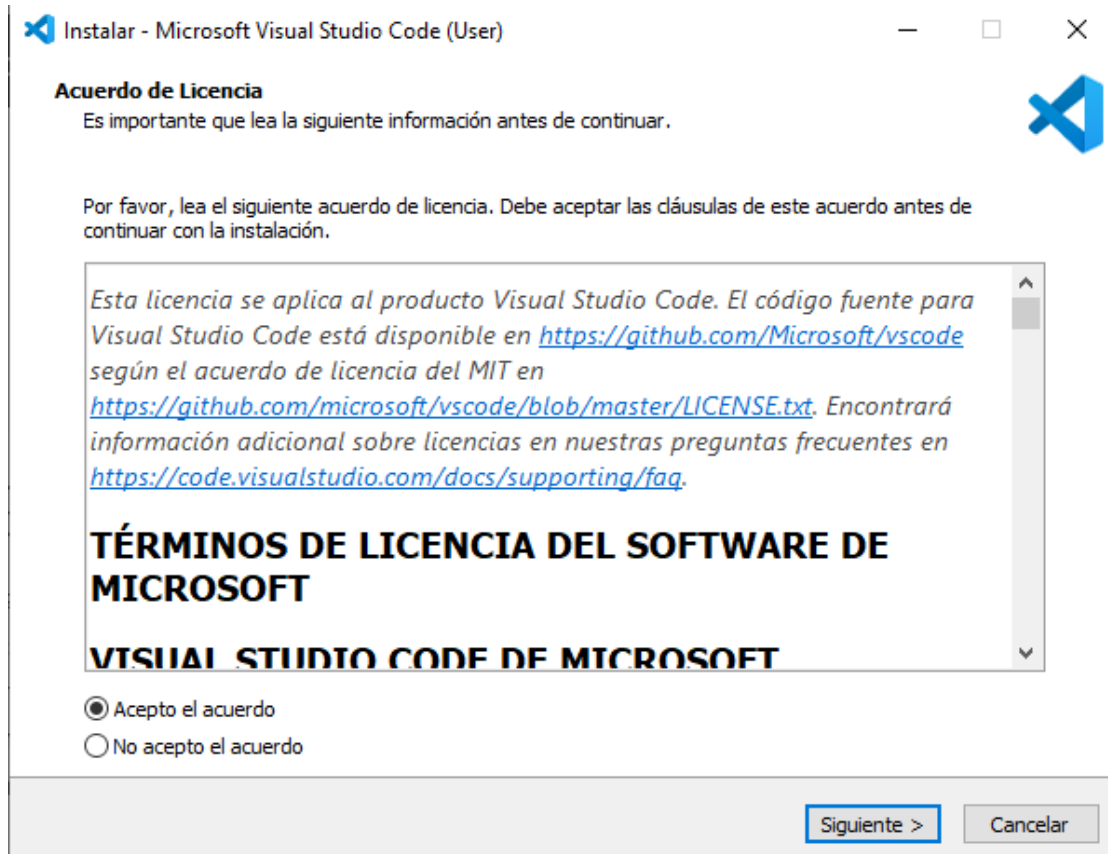 Instalar - Microsoft Visual Studio Code (User)
Acuerdo de Licencia
Es importante que lea la siguiente información antes de continuar.
Por favor, lea el siguiente acuerdo de licencia. Debe aceptar las cláusulas de este acuerdo antes de
continuar con la instalación.
Esta licencia se aplica al producto Visual Studio Code. El código fuente para
Visual Studio Code está disponible en https://github.com/Microsoft/vscode
según el acuerdo de licencia del MIT en
https://github.com/microsoft/vscode/blob/master/LICENSE.txt. Encontrará
información adicional sobre licencias en nuestras preguntas frecuentes en
https://code.visualstudio.com/docs/supporting/faq.
TÉRMINOS DE LICENCIA DEL SOFTWARE DE
MICROSOFT
VISUAL STUDIO CODE DE MICROSOFT
Acepto el acuerdo
No acepto el acuerdo
Siguiente >
Cancelar